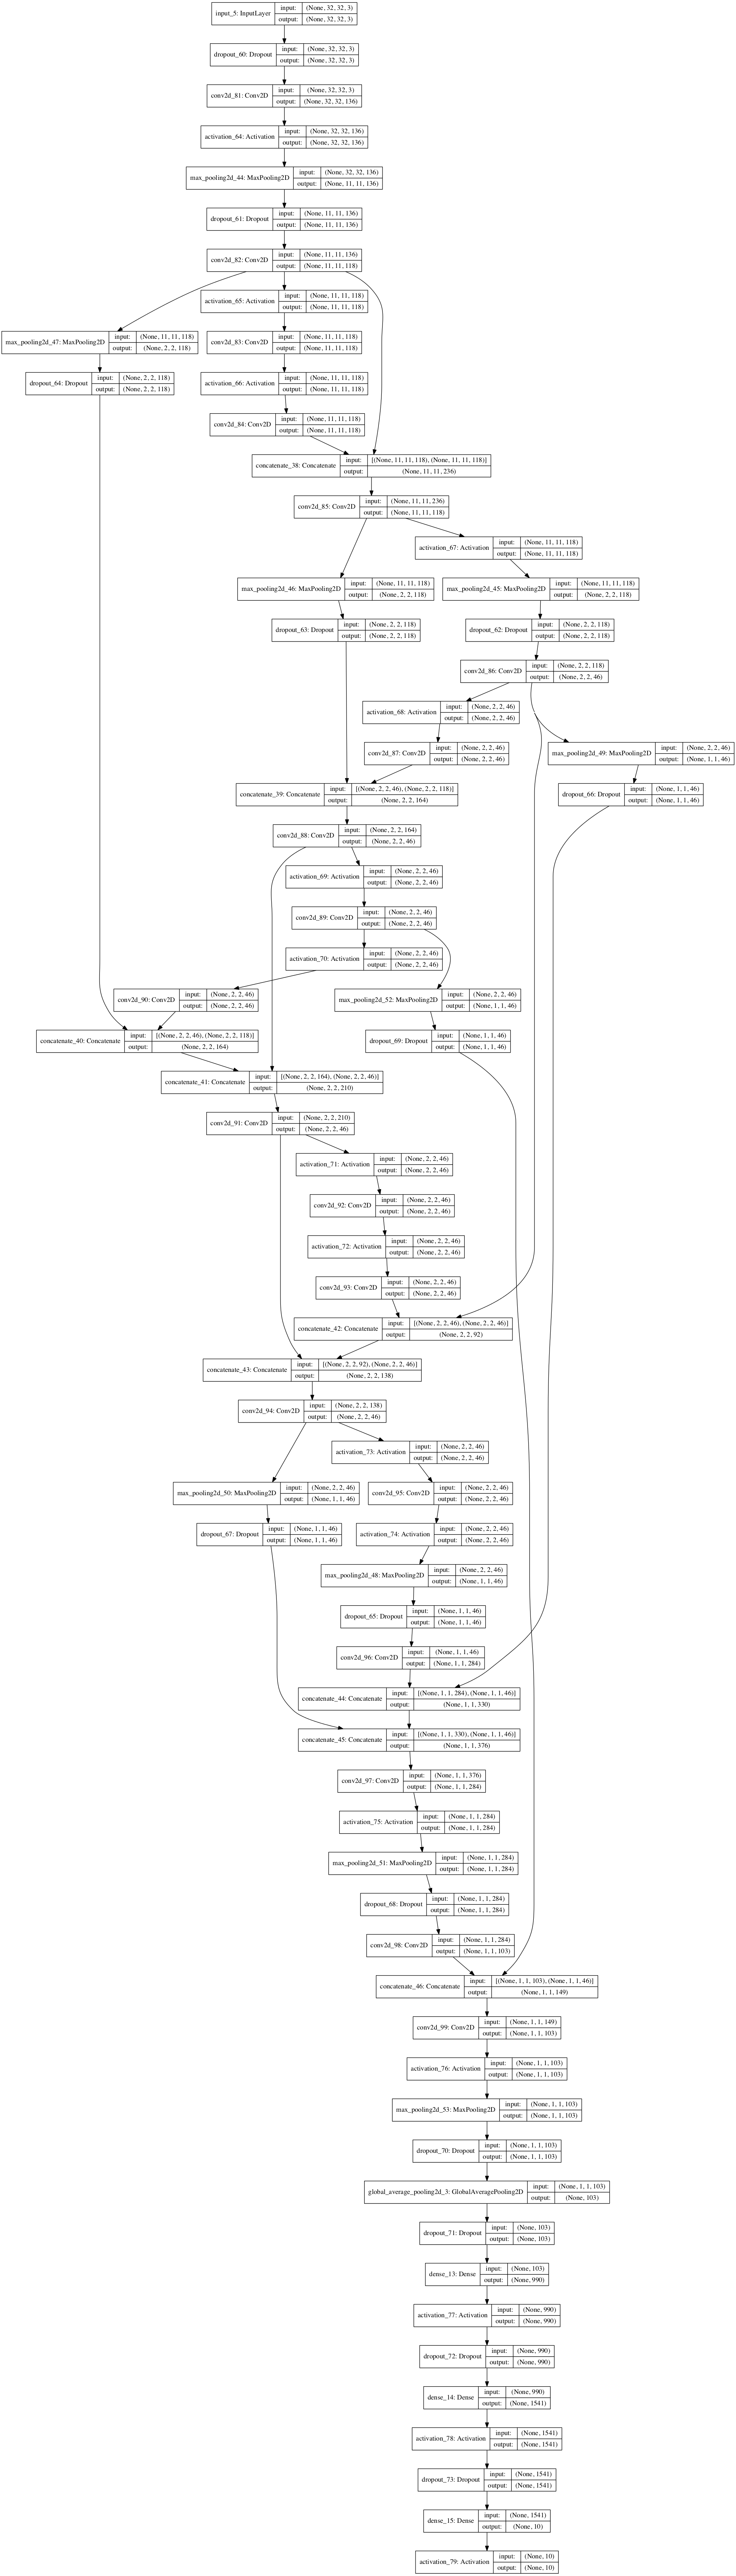 input_5: InputLayer
input: (None, 32, 32, 3)
output: (None, 32, 32, 3)
dropout_60: Dropout
input: (None, 32, 32, 3)
output: (None, 32, 32, 3)
conv2d_81: Conv2D
input: (None, 32, 32, 3)
output: (None, 32, 32, 136)
activation_64: Activation
input: (None, 32, 32, 136)
output: (None, 32, 32, 136)
max_pooling2d_44: MaxPooling2D
input: (None, 32, 32, 136)
output: (None, 11, 11, 136)
dropout_61: Dropout
input: (None, 11, 11, 136)
output: (None, 11, 11, 136)
conv2d_82: Conv2D
input: (None, 11, 11, 136)
output: (None, 11, 11, 118)
activation_65: Activation
input: (None, 11, 11, 118)
output: (None, 11, 11, 118)
max_pooling2d_47: MaxPooling2D
input: (None, 11, 11, 118)
output: (None, 2, 2, 118)
conv2d_83: Conv2D
input: (None, 11, 11, 118)
output: (None, 11, 11, 118)
dropout_64: Dropout
input: (None, 2, 2, 118)
output: (None, 2, 2, 118)
activation_66: Activation
input: (None, 11, 11, 118)
output: (None, 11, 11, 118)
conv2d_84: Conv2D
input: (None, 11, 11, 118)
output: (None, 11, 11, 118)
concatenate_38: Concatenate
input: [(None, 11, 11, 118), (None, 11, 11, 118)]
output: (None, 11, 11, 236)
conv2d_85: Conv2D
input: (None, 11, 11, 236)
output: (None, 11, 11, 118)
activation_67: Activation
input: (None, 11, 11, 118)
output: (None, 11, 11, 118)
max_pooling2d_46: MaxPooling2D
input: (None, 11, 11, 118)
output: (None, 2, 2, 118)
max_pooling2d_45: MaxPooling2D
input: (None, 11, 11, 118)
output: (None, 2, 2, 118)
dropout_63: Dropout
input: (None, 2, 2, 118)
output: (None, 2, 2, 118)
dropout_62: Dropout
input: (None, 2, 2, 118)
output: (None, 2, 2, 118)
conv2d_86: Conv2D
input: (None, 2, 2, 118)
output: (None, 2, 2, 46)
activation_68: Activation
input: (None, 2, 2, 46)
output: (None, 2, 2, 46)
conv2d_87: Conv2D
input: (None, 2, 2, 46)
output: (None, 2, 2, 46)
max_pooling2d_49: MaxPooling2D
input: (None, 2, 2, 46)
output: (None, 1, 1, 46)
concatenate_39: Concatenate
input: [(None, 2, 2, 46), (None, 2, 2, 118)]
output: (None, 2, 2, 164)
dropout_66: Dropout
input: (None, 1, 1, 46)
output: (None, 1, 1, 46)
conv2d_88: Conv2D
input: (None, 2, 2, 164)
output: (None, 2, 2, 46)
activation_69: Activation
input: (None, 2, 2, 46)
output: (None, 2, 2, 46)
conv2d_89: Conv2D
input: (None, 2, 2, 46)
output: (None, 2, 2, 46)
activation_70: Activation
input: (None, 2, 2, 46)
output: (None, 2, 2, 46)
conv2d_90: Conv2D
input: (None, 2, 2, 46)
output: (None, 2, 2, 46)
max_pooling2d_52: MaxPooling2D
input: (None, 2, 2, 46)
output: (None, 1, 1, 46)
concatenate_40: Concatenate
input: [(None, 2, 2, 46), (None, 2, 2, 118)]
output: (None, 2, 2, 164)
dropout_69: Dropout
input: (None, 1, 1, 46)
output: (None, 1, 1, 46)
concatenate_41: Concatenate
input: [(None, 2, 2, 164), (None, 2, 2, 46)]
output: (None, 2, 2, 210)
conv2d_91: Conv2D
input: (None, 2, 2, 210)
output: (None, 2, 2, 46)
activation_71: Activation
input: (None, 2, 2, 46)
output: (None, 2, 2, 46)
conv2d_92: Conv2D
input: (None, 2, 2, 46)
output: (None, 2, 2, 46)
activation_72: Activation
input: (None, 2, 2, 46)
output: (None, 2, 2, 46)
conv2d_93: Conv2D
input: (None, 2, 2, 46)
output: (None, 2, 2, 46)
concatenate_42: Concatenate
input: [(None, 2, 2, 46), (None, 2, 2, 46)]
output: (None, 2, 2, 92)
concatenate_43: Concatenate
input: [(None, 2, 2, 92), (None, 2, 2, 46)]
output: (None, 2, 2, 138)
conv2d_94: Conv2D
input: (None, 2, 2, 138)
output: (None, 2, 2, 46)
activation_73: Activation
input: (None, 2, 2, 46)
output: (None, 2, 2, 46)
max_pooling2d_50: MaxPooling2D
input: (None, 2, 2, 46)
output: (None, 1, 1, 46)
conv2d_95: Conv2D
input: (None, 2, 2, 46)
output: (None, 2, 2, 46)
dropout_67: Dropout
input: (None, 1, 1, 46)
output: (None, 1, 1, 46)
activation_74: Activation
input: (None, 2, 2, 46)
output: (None, 2, 2, 46)
max_pooling2d_48: MaxPooling2D
input: (None, 2, 2, 46)
output: (None, 1, 1, 46)
dropout_65: Dropout
input: (None, 1, 1, 46)
output: (None, 1, 1, 46)
conv2d_96: Conv2D
input: (None, 1, 1, 46)
output: (None, 1, 1, 284)
concatenate_44: Concatenate
input: [(None, 1, 1, 284), (None, 1, 1, 46)]
output: (None, 1, 1, 330)
concatenate_45: Concatenate
input: [(None, 1, 1, 330), (None, 1, 1, 46)]
output: (None, 1, 1, 376)
conv2d_97: Conv2D
input: (None, 1, 1, 376)
output: (None, 1, 1, 284)
activation_75: Activation
input: (None, 1, 1, 284)
output: (None, 1, 1, 284)
max_pooling2d_51: MaxPooling2D
input: (None, 1, 1, 284)
output: (None, 1, 1, 284)
dropout_68: Dropout
input: (None, 1, 1, 284)
output: (None, 1, 1, 284)
conv2d_98: Conv2D
input: (None, 1, 1, 284)
output: (None, 1, 1, 103)
concatenate_46: Concatenate
input: [(None, 1, 1, 103), (None, 1, 1, 46)]
output: (None, 1, 1, 149)
conv2d_99: Conv2D
input: (None, 1, 1, 149)
output: (None, 1, 1, 103)
activation_76: Activation
input: (None, 1, 1, 103)
output: (None, 1, 1, 103)
max_pooling2d_53: MaxPooling2D
input: (None, 1, 1, 103)
output: (None, 1, 1, 103)
dropout_70: Dropout
input: (None, 1, 1, 103)
output: (None, 1, 1, 103)
global_average_pooling2d_3: GlobalAveragePooling2D
input: (None, 1, 1, 103)
output: (None, 103)
dropout_71: Dropout
input: (None, 103)
output: (None, 103)
dense_13: Dense
input: (None, 103)
output: (None, 990)
activation_77: Activation
input: (None, 990)
output: (None, 990)
dropout_72: Dropout
input: (None, 990)
output: (None, 990)
dense_14: Dense
input: (None, 990)
output: (None, 1541)
activation_78: Activation
input: (None, 1541)
output: (None, 1541)
dropout_73: Dropout
input: (None, 1541)
output: (None, 1541)
dense_15: Dense
input: (None, 1541)
output: (None, 10)
activation_79: Activation
input: (None, 10)
output: (None, 10)